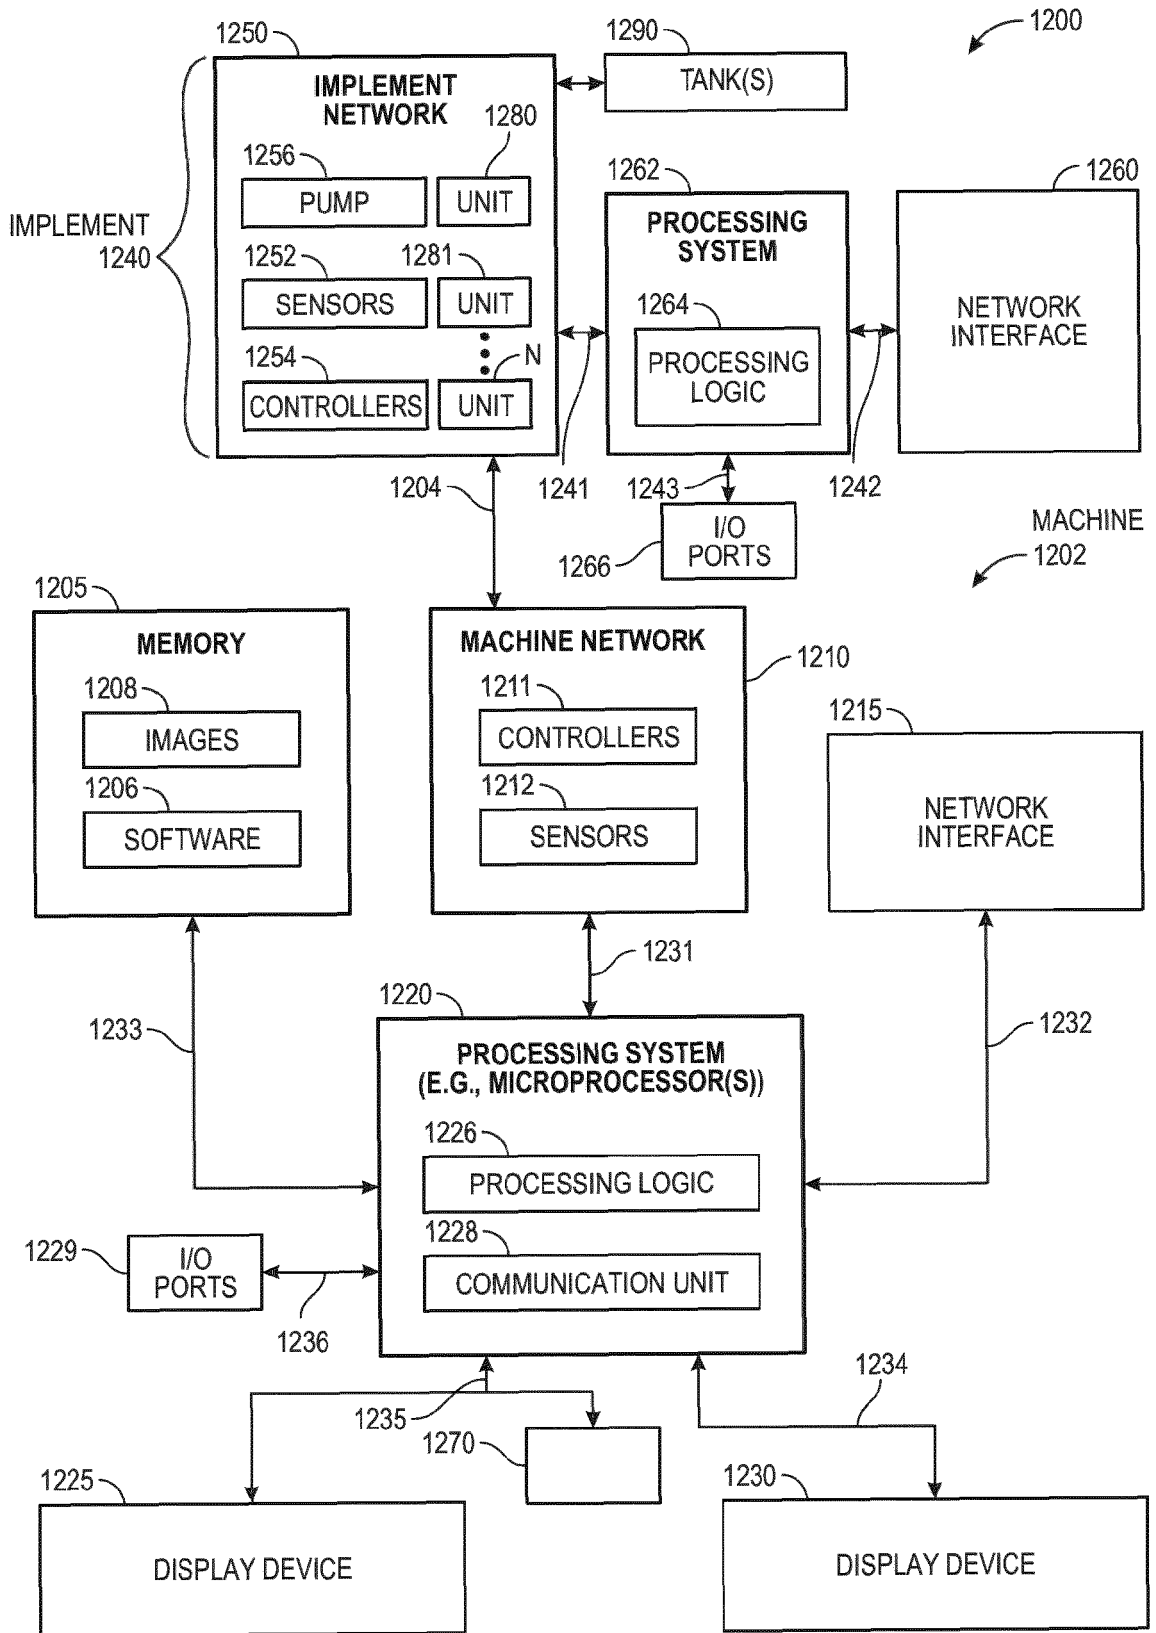 1200
1250
1290
TANK(S)
IMPLEMENT
NETWORK
1280
1256
PUMP
UNIT
1262
1260
PROCESSING
SYSTEM
IMPLEMENT
1240
1252
1281
SENSORS
UNIT
1264
NETWORK
INTERFACE
1254
N
PROCESSING
LOGIC
CONTROLLERS
UNIT
1204
1241
1243
1242
I/O
PORTS
1266
MACHINE
1202
1205
MEMORY
MACHINE NETWORK
1210
1208
IMAGES
1211
CONTROLLERS
1215
1206
SOFTWARE
1212
SENSORS
NETWORK
INTERFACE
1231
1220
1233
1232
PROCESSING SYSTEM
(E.G., MICROPROCESSOR(S))
1226
PROCESSING LOGIC
1229
I/O
PORTS
1228
COMMUNICATION UNIT
1236
1234
1235
1270
1225
1230
DISPLAY DEVICE
DISPLAY DEVICE